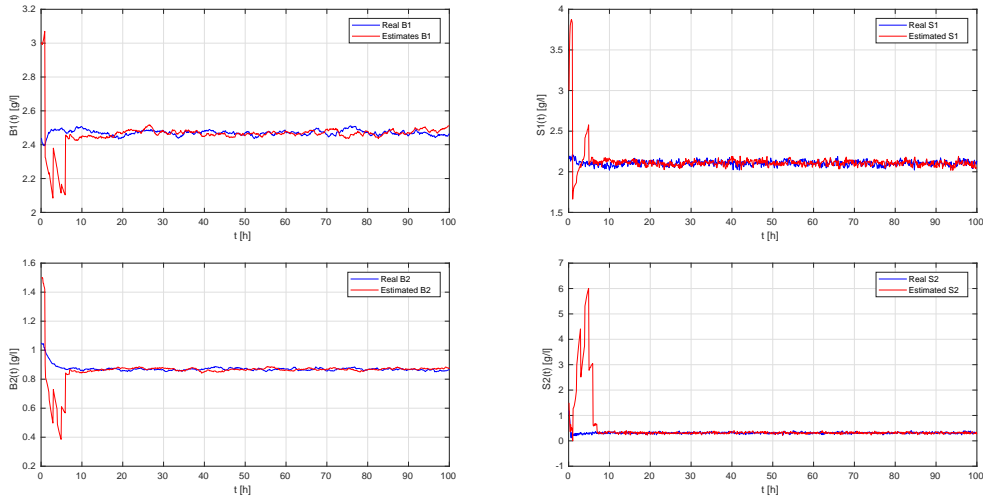 B1(t) [g/l]
3.4
3.2
3
2.8
2.6
2.4
2.2
2
0 10 20 30 40 50 60 70 80 90 100
t [h]
Real B1
Estimates B1
S1(t) [g/l]
4
3.5
3
2.5
2
1.5
0 10 20 30 40 50 60 70 80 90 100
t [h]
Real S1
Estimated S1
B2(t) [g/l]
1.6
1.4
1.2
1
0.8
0.6
0.4
0.2
0 10 20 30 40 50 60 70 80 90 100
t [h]
Real B2
Estimated B2
S2(t) [g/l]
7
6
5
4
3
2
1
0
-1
0 10 20 30 40 50 60 70 80 90 100
t [h]
Real S2
Estimated S2